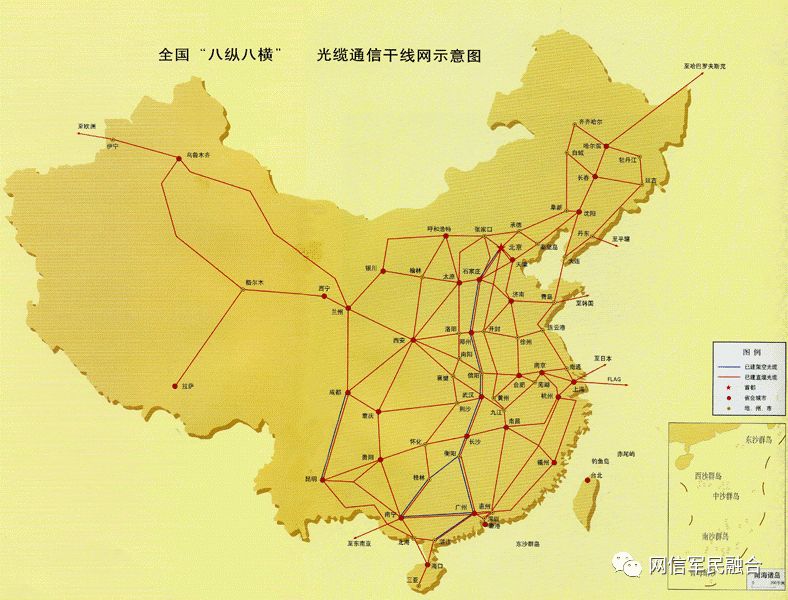 全国“八纵八横” 光缆通信干线网示意图
至哈巴罗夫斯克
至欧洲
伊宁
乌鲁木齐
齐齐哈尔
哈尔滨
牡丹江
白城
长春
延吉
阜新
沈阳
丹东
至平壤
大连
呼和浩特
张家口
承德
北京
秦皇岛
天津
银川
榆林
太原
石家庄
济南
青岛
至韩国
格尔木
西宁
兰州
连云港
西安
洛阳
郑州
开封
徐州
南阳
信阳
襄樊
南京
南通
合肥
芜湖
上海
至日本
FLAG
杭州
拉萨
成都
重庆
武汉
荆沙
黄州
九江
南昌
怀化
长沙
贵阳
衡阳
福州
钓鱼岛
赤尾屿
台北
昆明
桂林
南宁
广州
惠州
深圳
香港
至东南亚
北海
湛江
东沙群岛
海口
三亚
图 例
已建架空光缆
已建直埋光缆
首都
省会城市
地、州、市
东沙群岛
西沙群岛
中沙群岛
南沙群岛
南海诸岛
网信军民融合